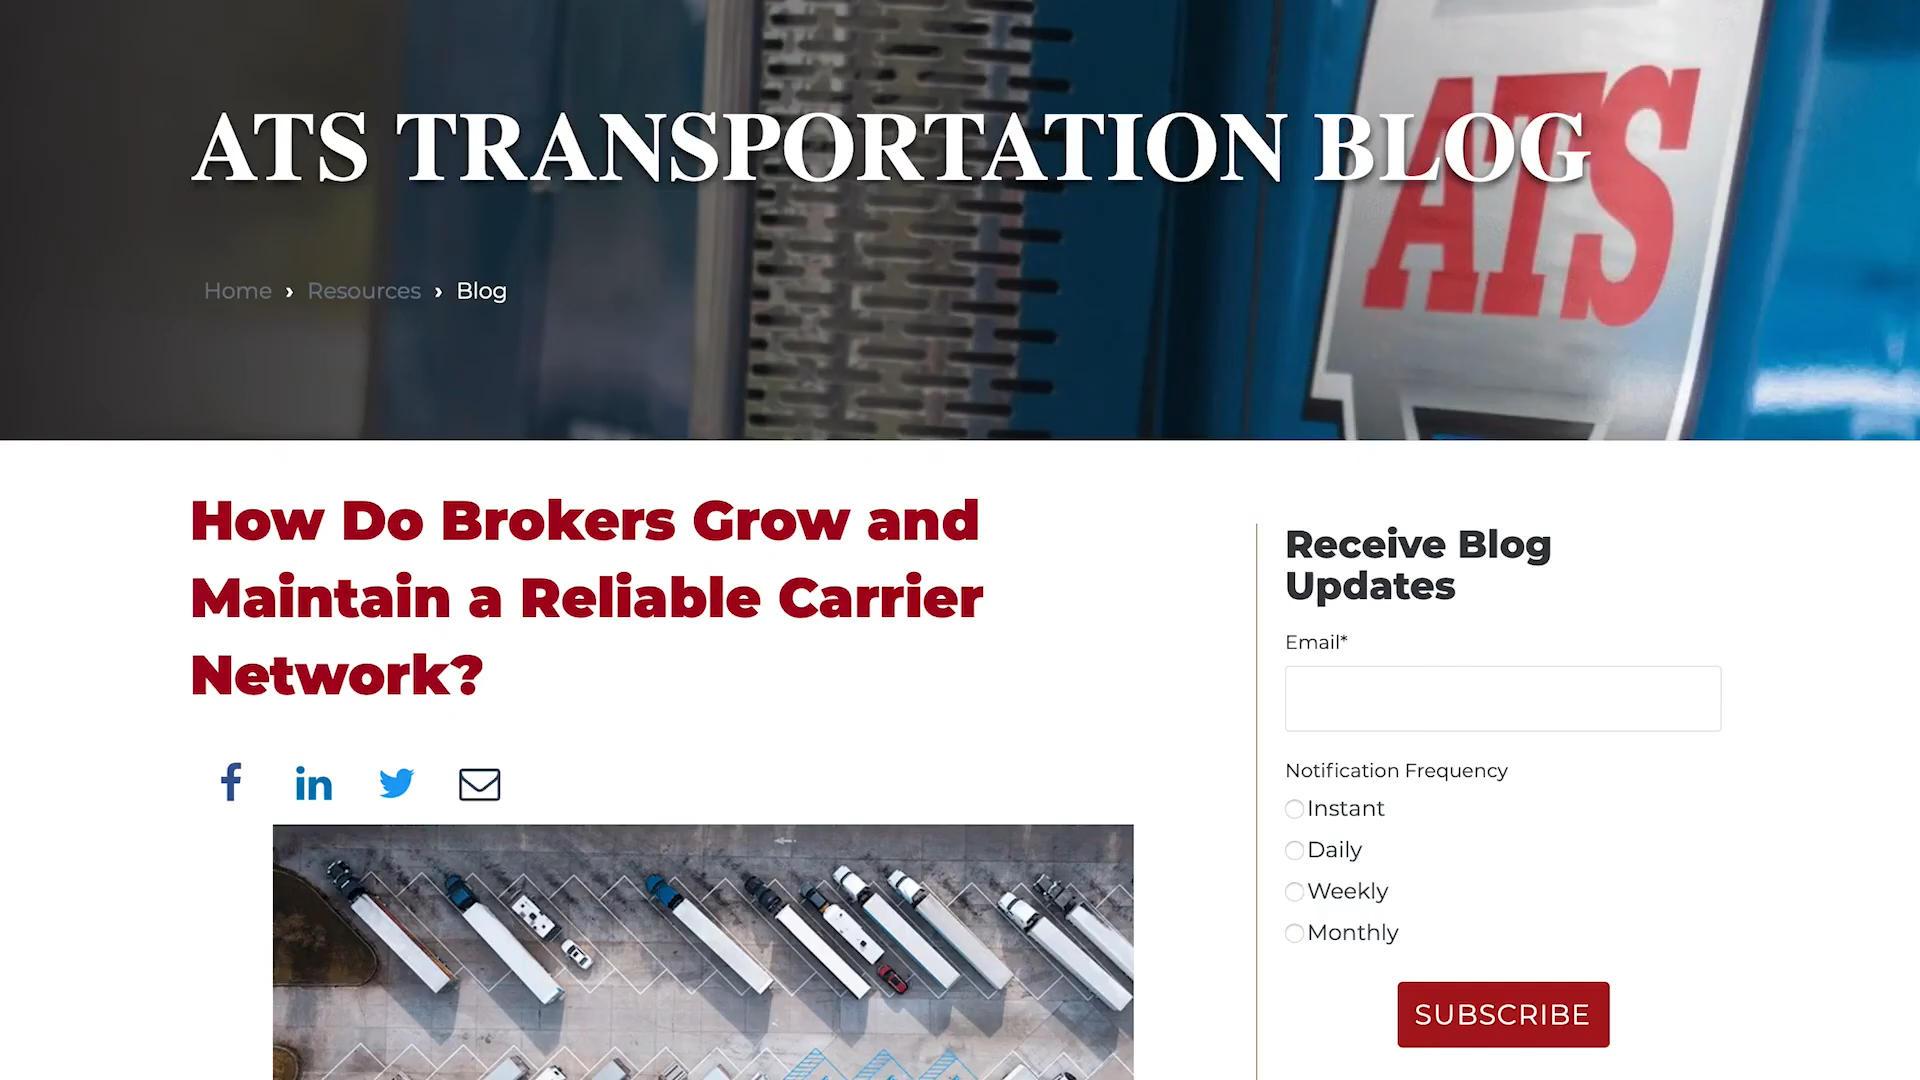 ATS TRANSPORTATION BLOG
ATS
Home › Resources › Blog
How Do Brokers Grow and
Maintain a Reliable Carrier
Network?
f in
Receive Blog
Updates
Email*
Notification Frequency
Instant
Daily
Weekly
Monthly
SUBSCRIBE